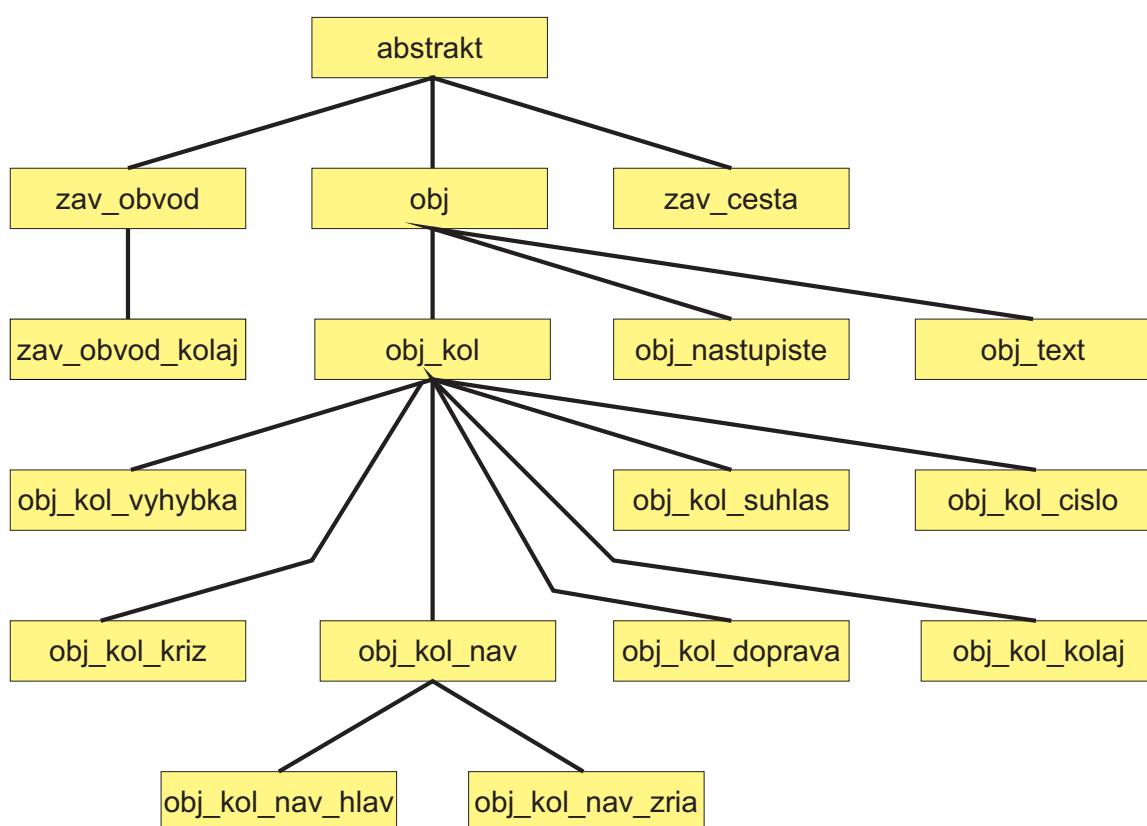 abstrakt
zav_obvod
obj
zav_cesta
zav_obvod_kolaj
obj_kol
obj_nastupiste
obj_text
obj_kol_vyhybka
obj_kol_suhlas
obj_kol_cislo
obj_kol_kriz
obj_kol_nav
obj_kol_doprava
obj_kol_kolaj
obj_kol_nav_hlav
obj_kol_nav_zria